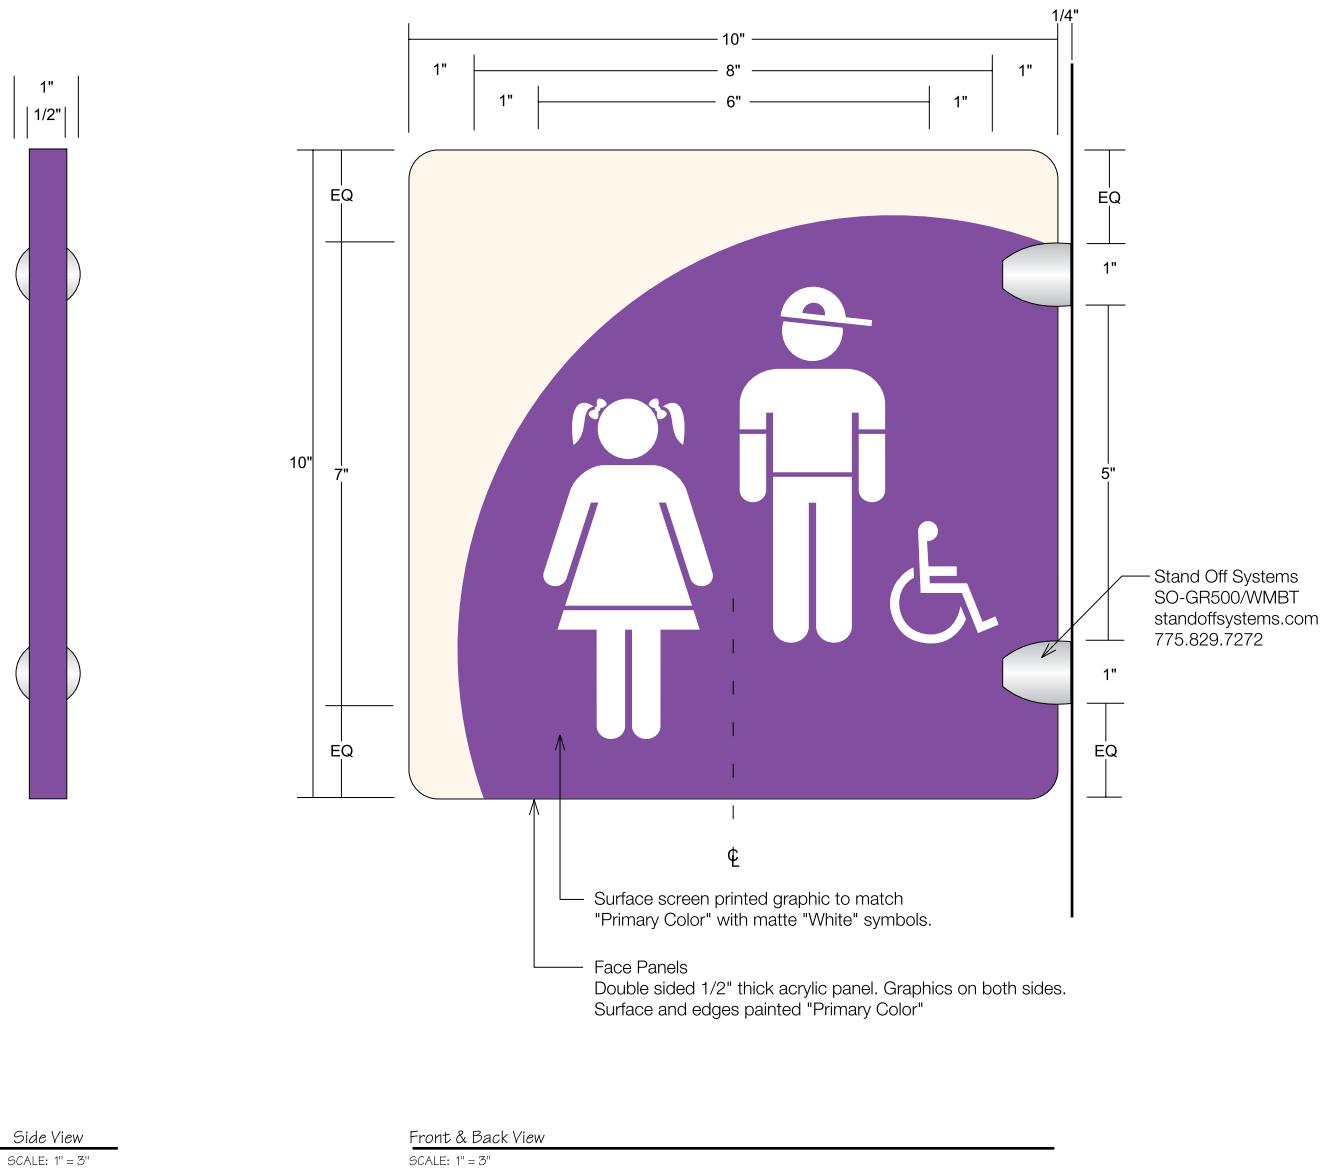 1/4"
10"
1"
8"
1"
1"
6"
1"
1"
1/2"
EQ
EQ
1"
10"
7"
5"
Stand Off Systems
SO-GR500/WMBT
standoffsystems.com
775.829.7272
1"
EQ
EQ
℄
Surface screen printed graphic to match
"Primary Color" with matte "White" symbols.
Face Panels
Double sided 1/2" thick acrylic panel. Graphics on both sides.
Surface and edges painted "Primary Color"
Side View
SCALE: 1" = 3"
Front & Back View
SCALE: 1" = 3"